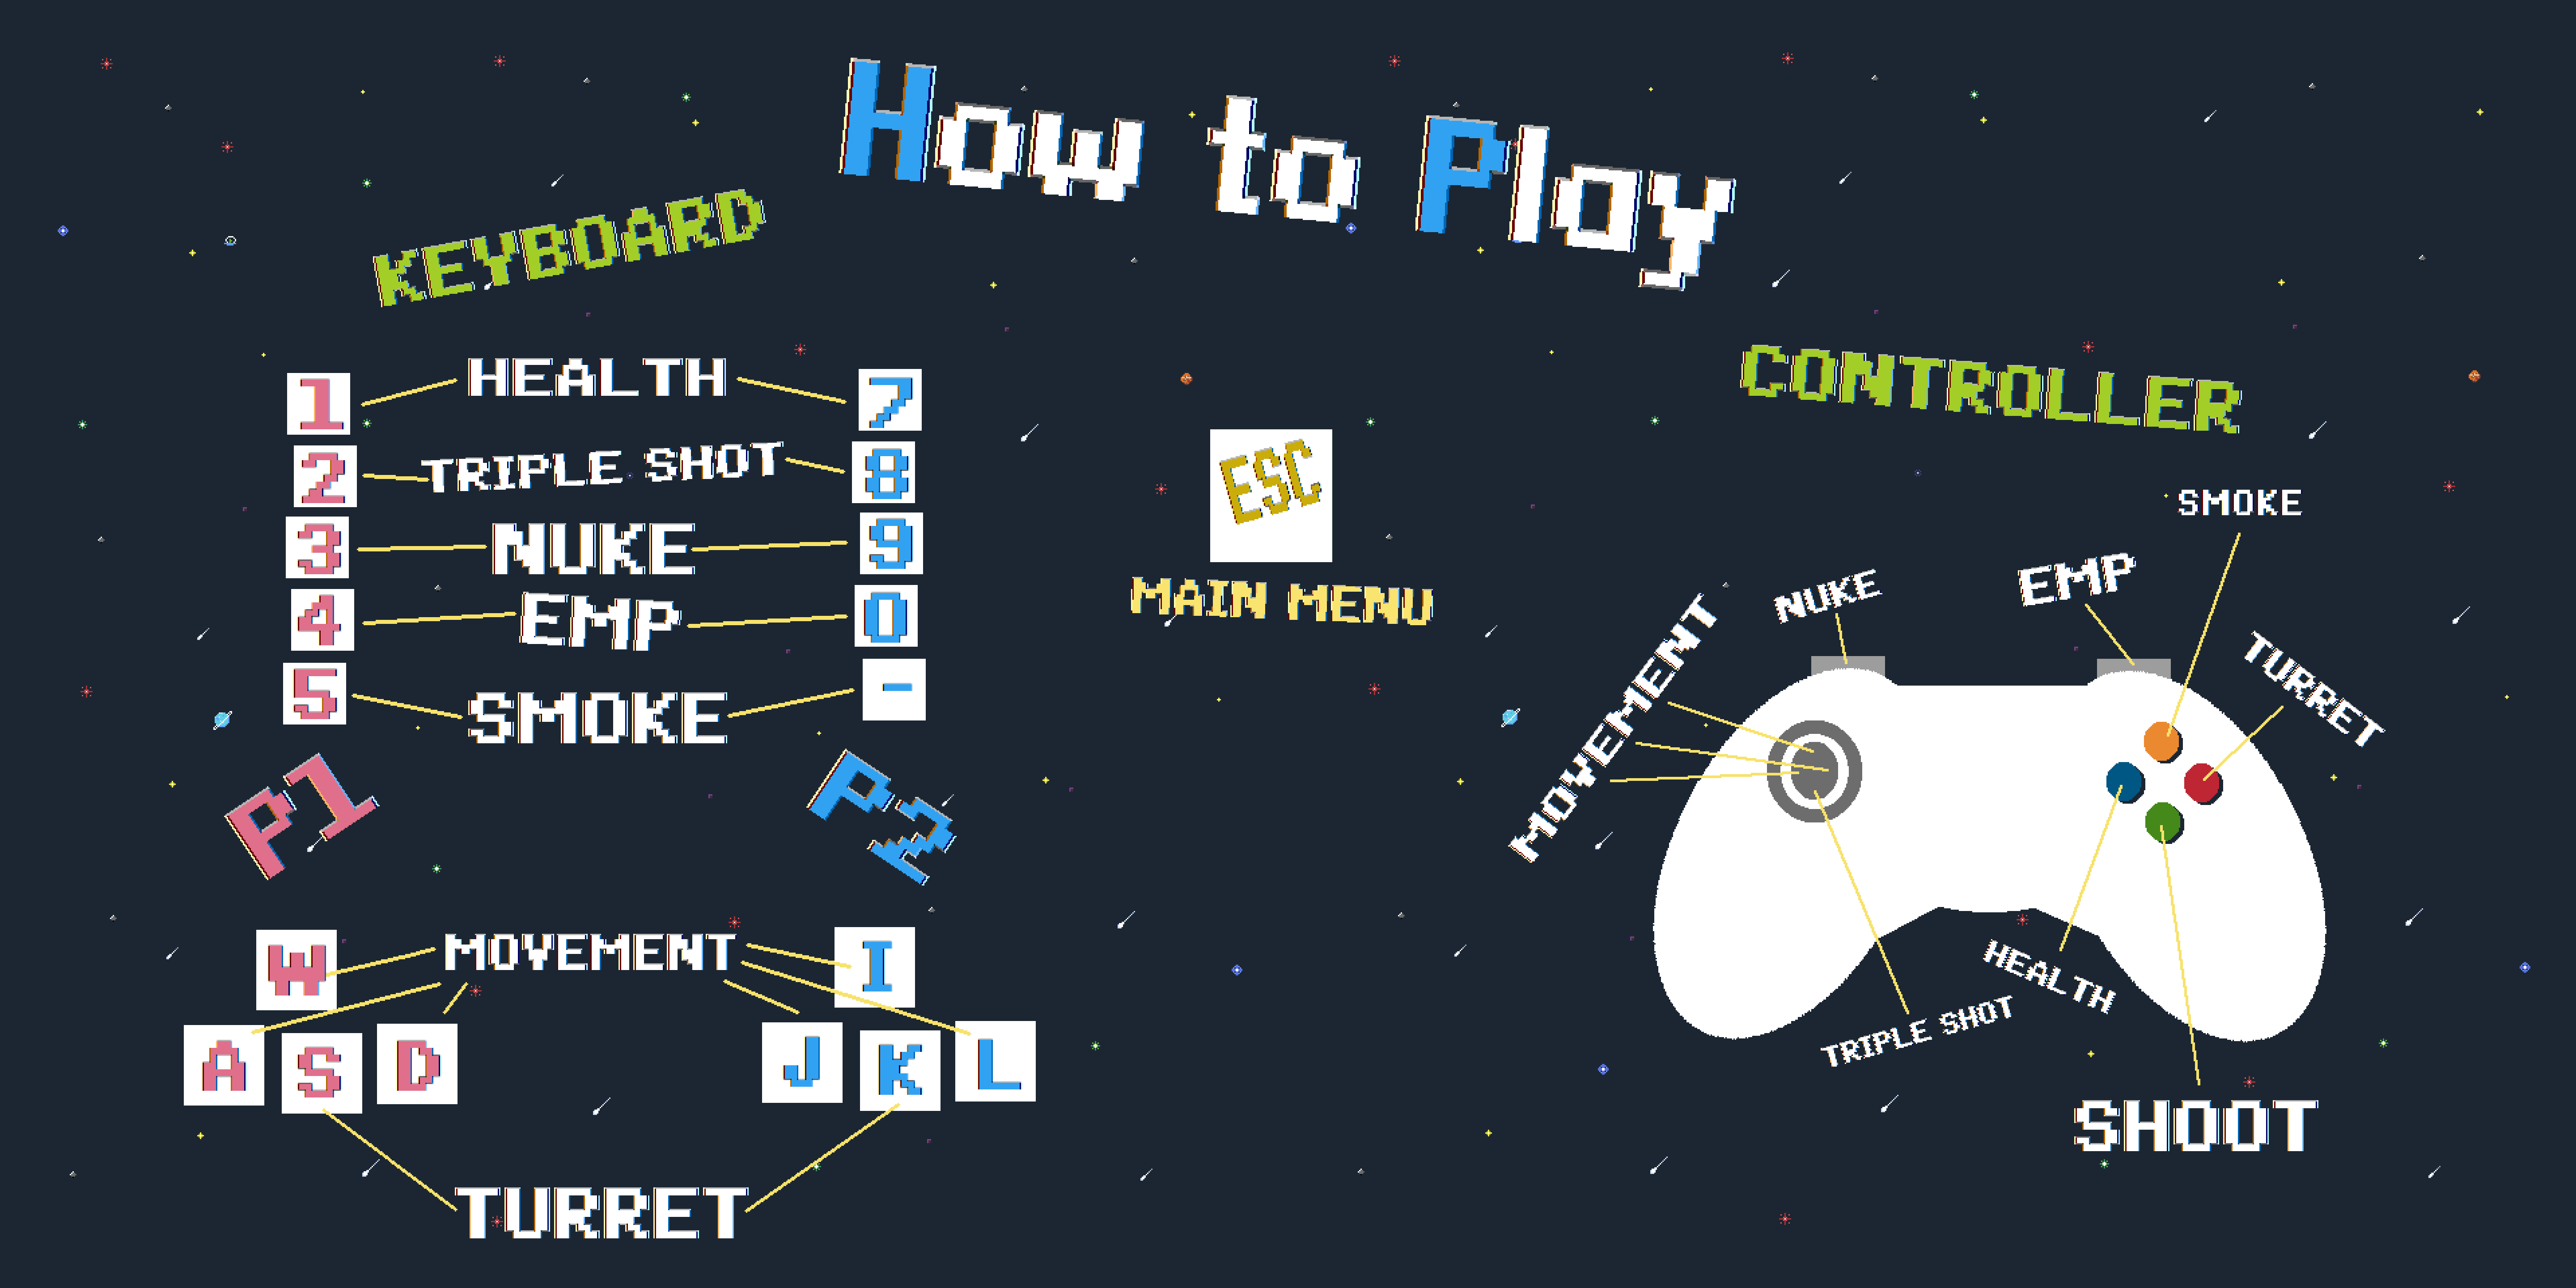 How to Play
KEYBOARD
1 HEALTH 7
2 TRIPLE SHOT 8
3 NUKE 9
4 EMP 0
5 SMOKE -
P1 P2
W MOVEMENT I
A S D J K L
TURRET
ESC
MAIN MENU
CONTROLLER
SMOKE
NUKE
EMP
MOVEMENT
TURRET
HEALTH
TRIPLE SHOT
SHOOT